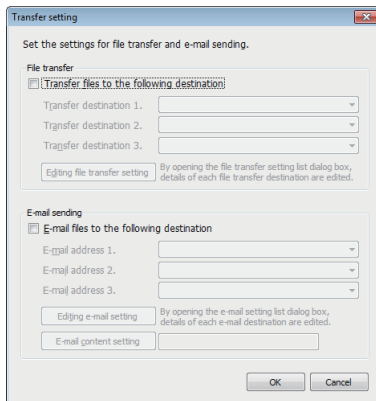 Transfer setting
Set the settings for file transfer and e-mail sending.
File transfer
Transfer files to the following destination
Transfer destination 1.
Transfer destination 2.
Transfer destination 3.
Editing file transfer setting
By opening the file transfer setting list dialog box,
details of each file transfer destination are edited.
E-mail sending
E-mail files to the following destination
E-mail address 1.
E-mail address 2.
E-mail address 3.
Editing e-mail setting
By opening the e-mail setting list dialog box,
details of each e-mail destination are edited.
E-mail content setting
OK
Cancel